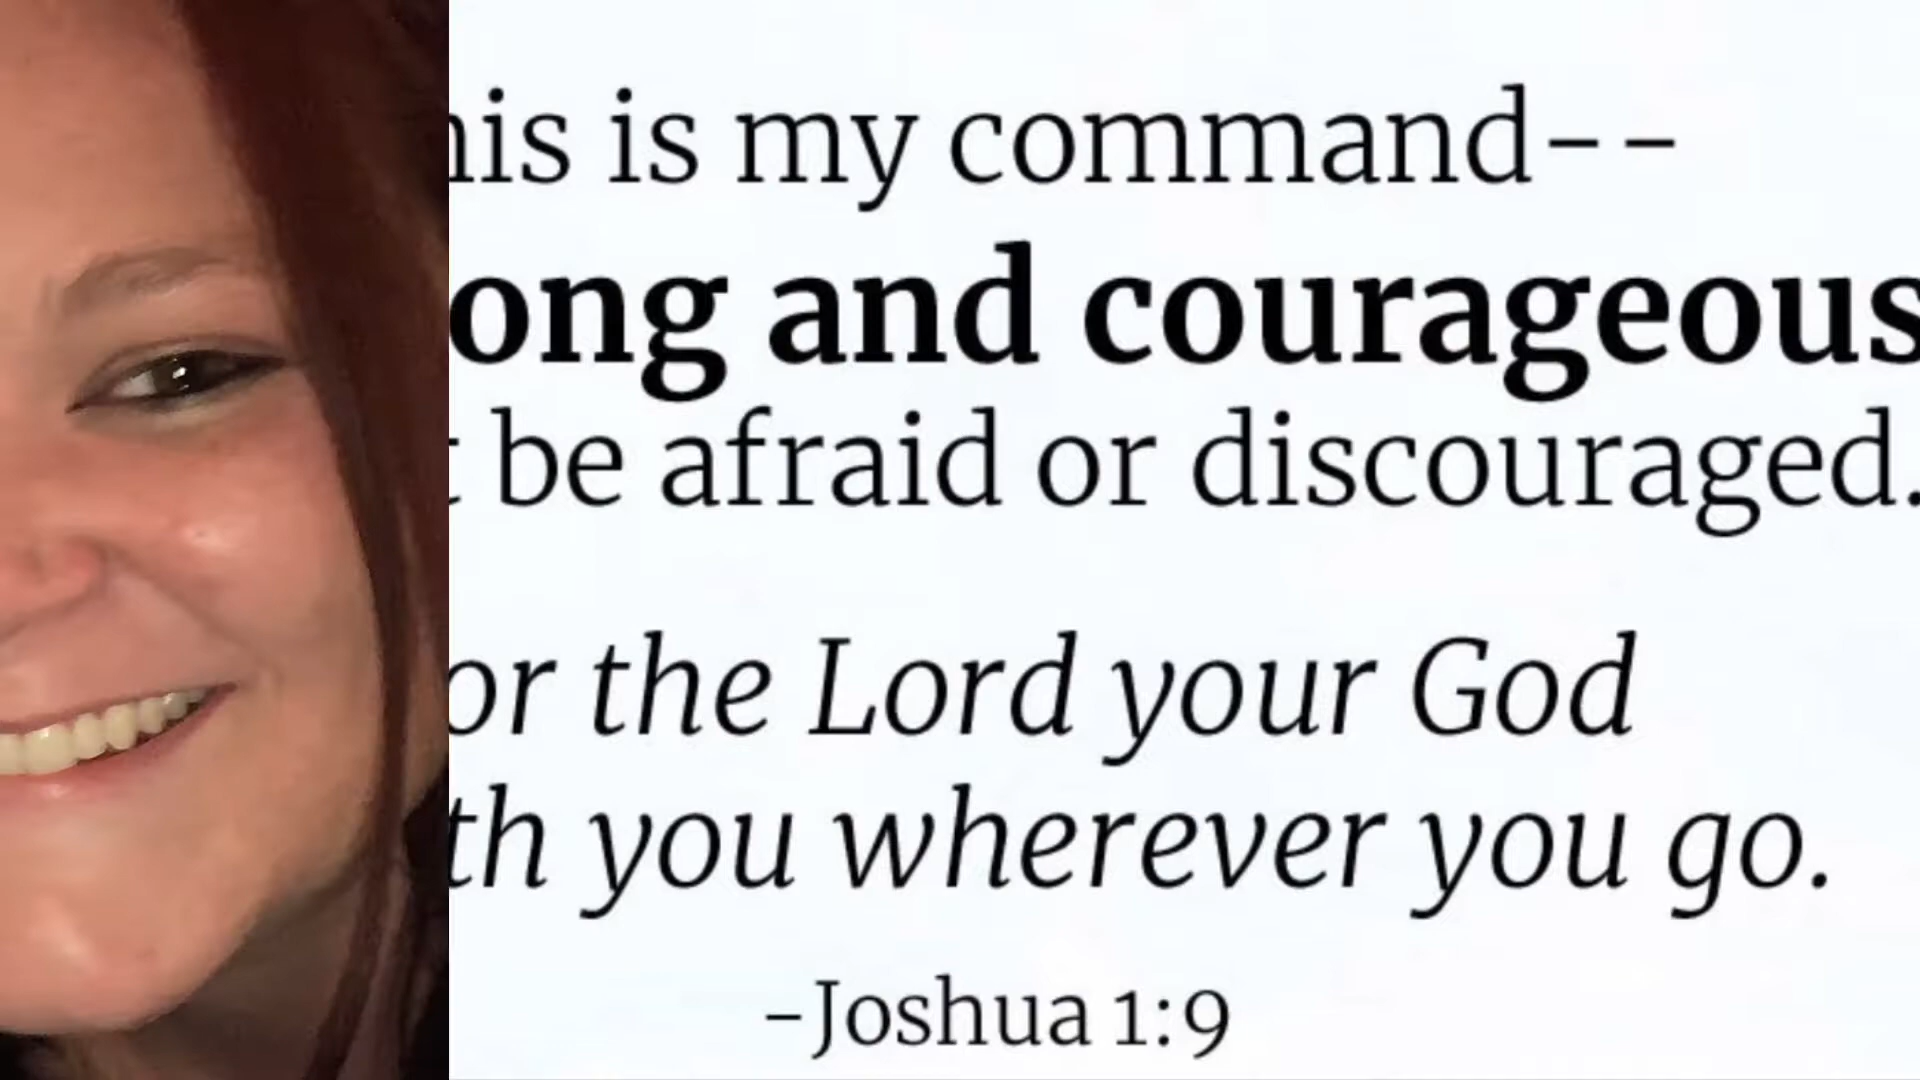 his is my command--
ong and courageous
t be afraid or discouraged.
or the Lord your God
th you wherever you go.
-Joshua 1:9